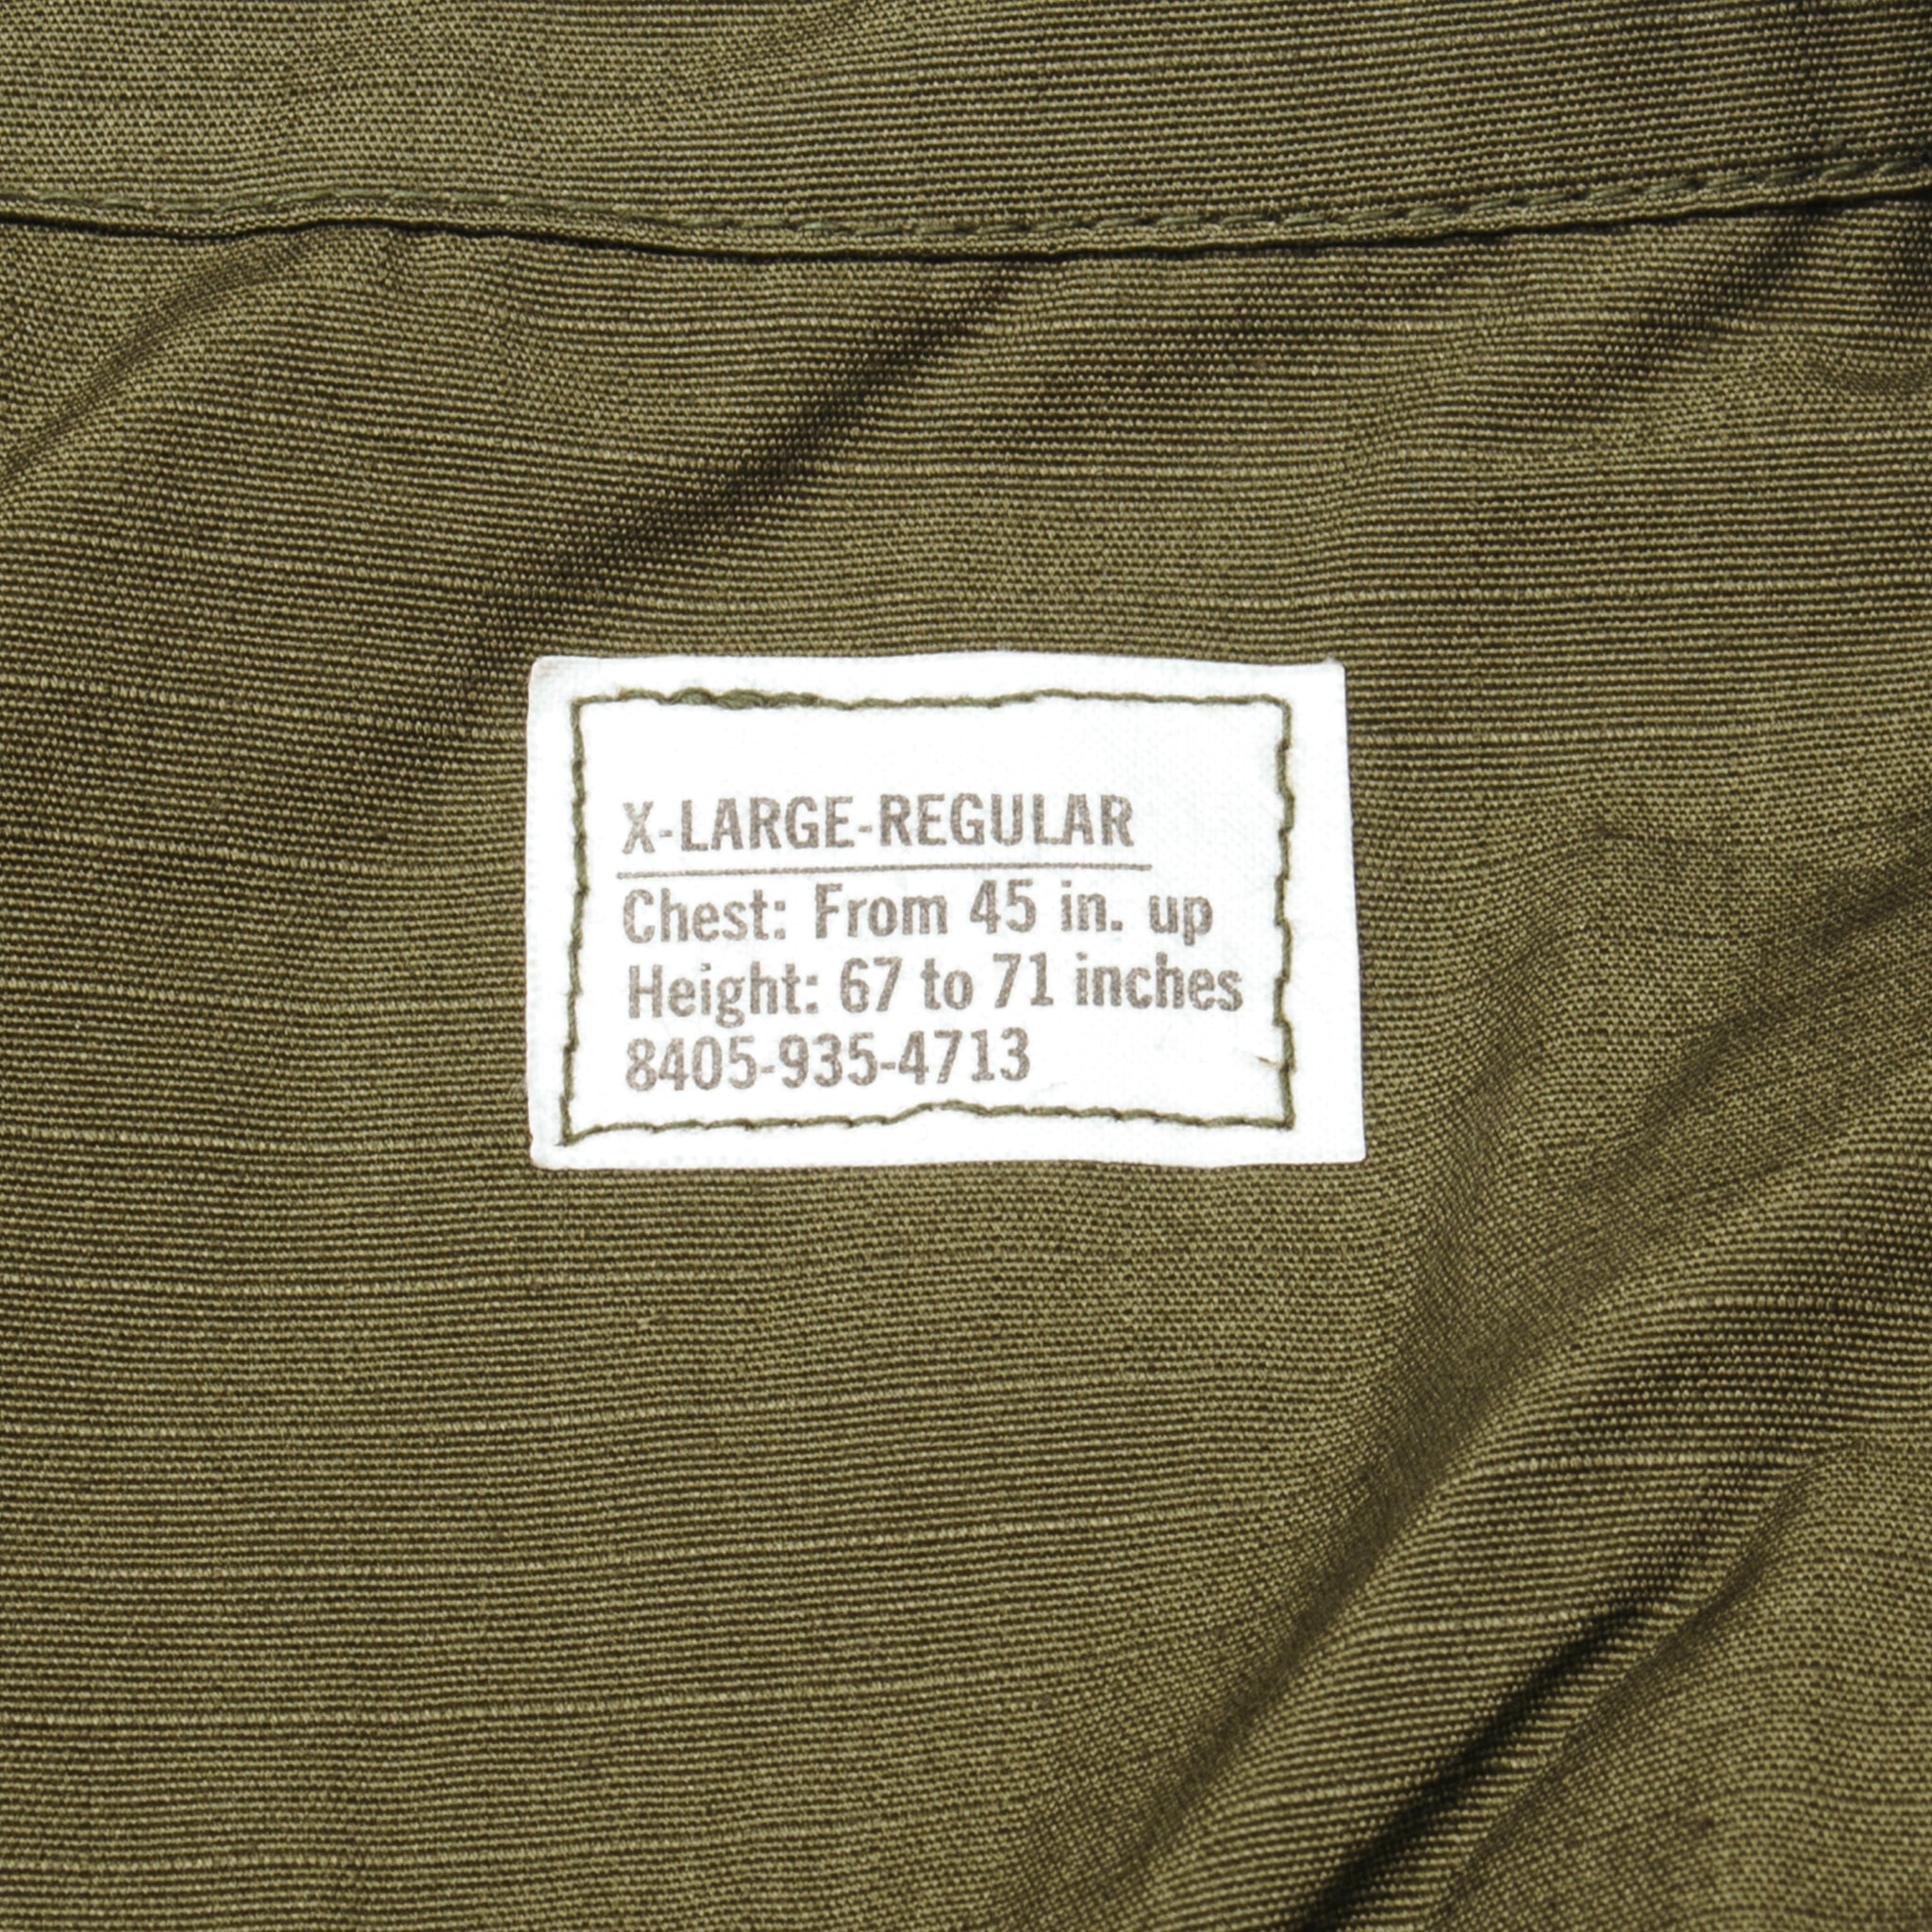 X-LARGE-REGULAR
Chest: From 45 in. up
Height: 67 to 71 inches
8405-935-4713